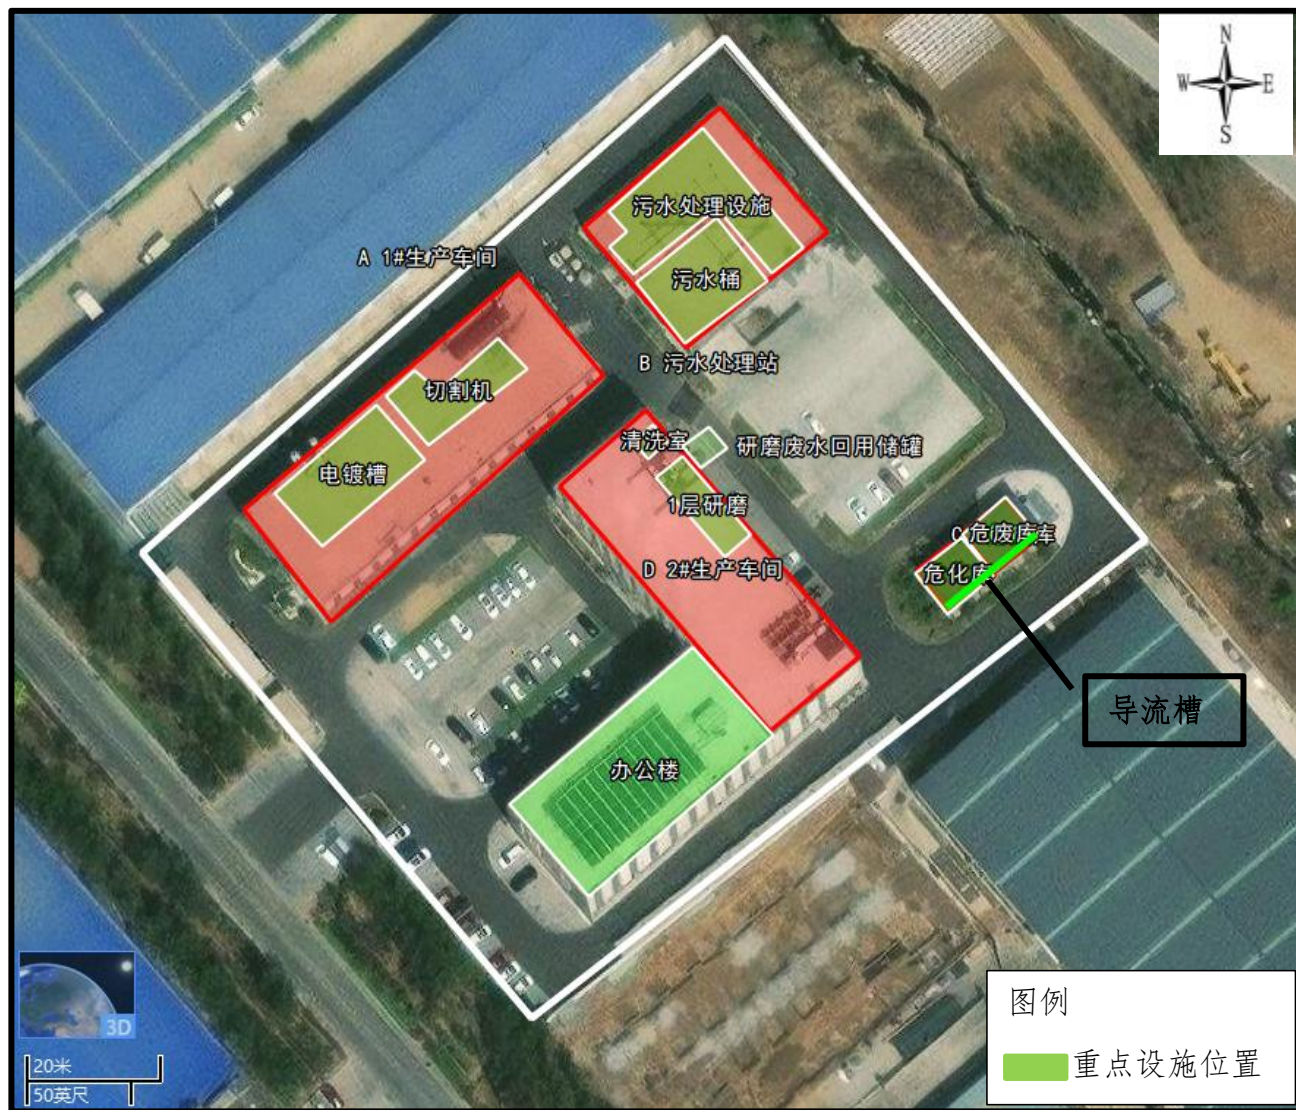 N
W
E
S
污水处理设施
A 1#生产车间
污水桶
B 污水处理站
切割机
清洗室
研磨废水回用储罐
电镀槽
1层研磨
C 危废库库
D 2#生产车间
危化库
导流槽
办公楼
图例
3D
20米
重点设施位置
50英尺